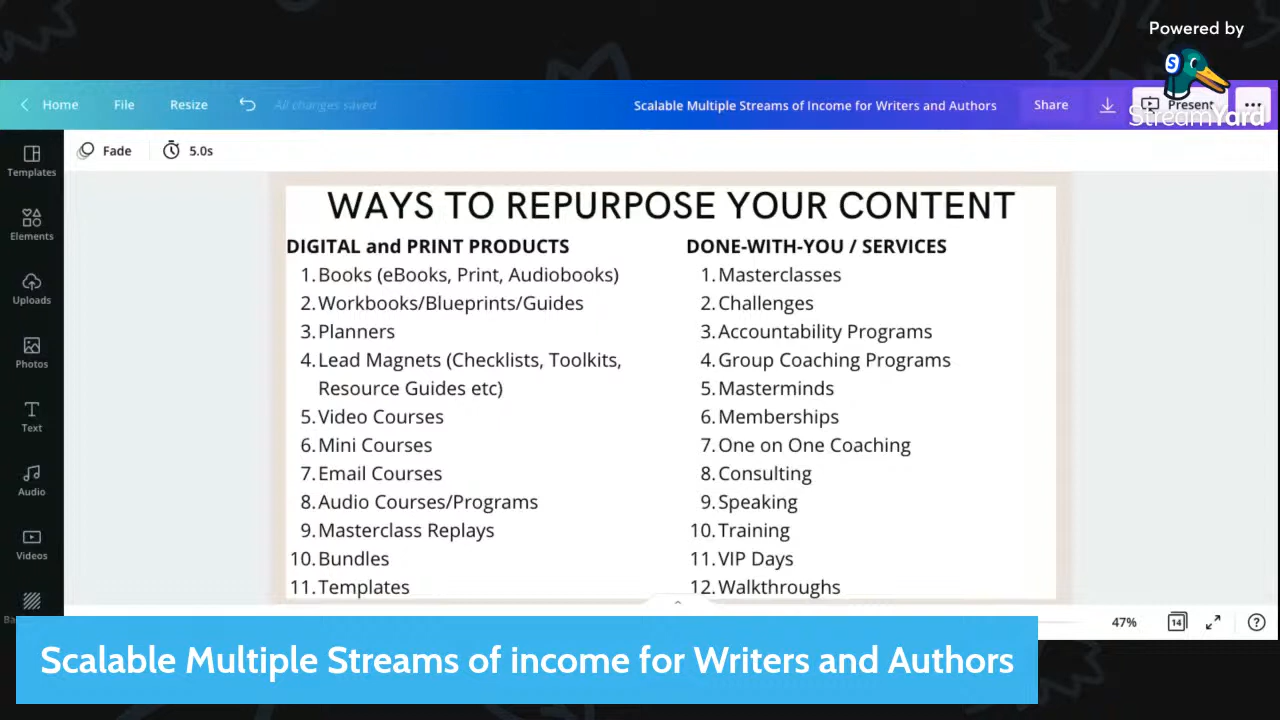 Powered by
StreamYard
Home
File
Resize
All changes saved
Scalable Multiple Streams of Income for Writers and Authors
Share
Present
Templates
Elements
Uploads
Photos
Text
Audio
Videos
Fade
5.0s
WAYS TO REPURPOSE YOUR CONTENT
DIGITAL and PRINT PRODUCTS
1. Books (eBooks, Print, Audiobooks)
2. Workbooks/Blueprints/Guides
3. Planners
4. Lead Magnets (Checklists, Toolkits,
Resource Guides etc)
5. Video Courses
6. Mini Courses
7. Email Courses
8. Audio Courses/Programs
9. Masterclass Replays
10. Bundles
11. Templates
DONE-WITH-YOU / SERVICES
1. Masterclasses
2. Challenges
3. Accountability Programs
4. Group Coaching Programs
5. Masterminds
6. Memberships
7. One on One Coaching
8. Consulting
9. Speaking
10. Training
11. VIP Days
12. Walkthroughs
47%
14
Scalable Multiple Streams of income for Writers and Authors